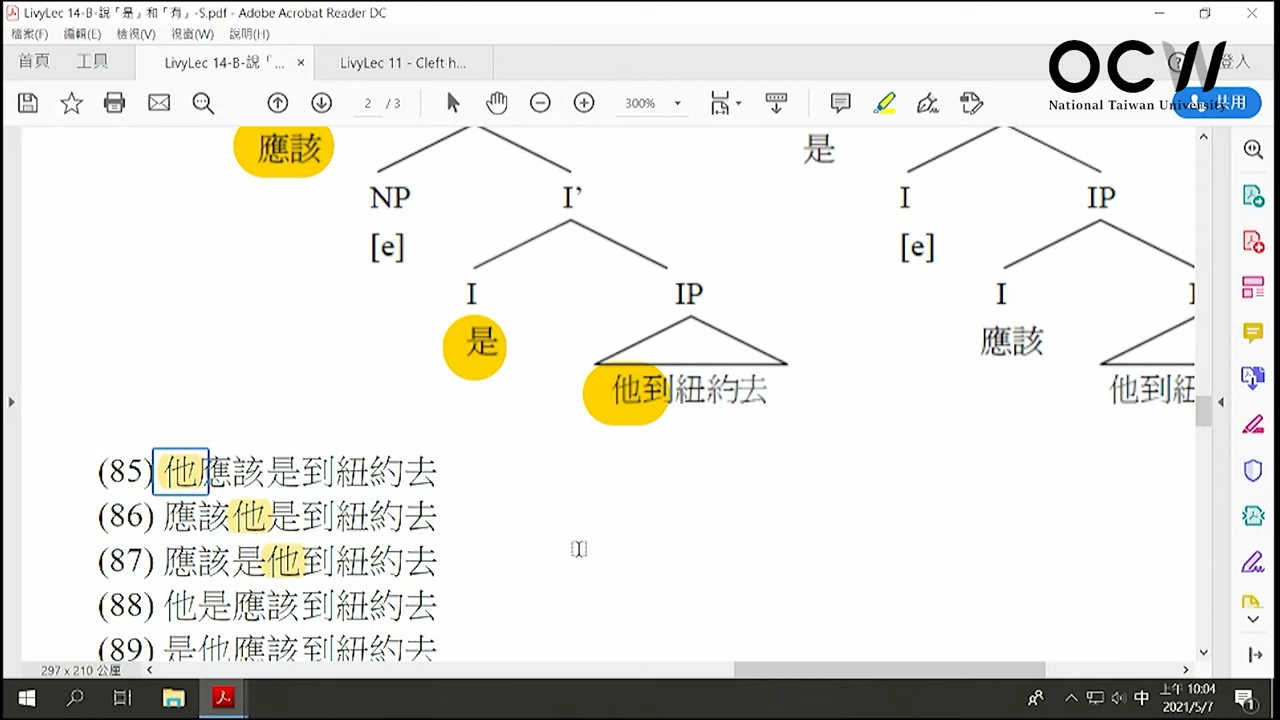 LivyLec 14-B-說「是」和「有」-S.pdf - Adobe Acrobat Reader DC
檔案(F) 編輯(E) 檢視(V) 視窗(W) 說明(H)
首頁 工具 LivyLec 14-B-說「... × LivyLec 11 - Cleft h... 登入
OCW
National Taiwan University
2 / 3 300% 共用
應該 是
NP I’ I IP
[e] [e]
I IP I
是 應該
他到紐約去 他到紐
(85) 他應該是到紐約去
(86) 應該他是到紐約去
(87) 應該是他到紐約去
(88) 他是應該到紐約去
(89) 是他應該到紐約去
297 x 210 公釐
中 上午 10:04
2021/5/7
1